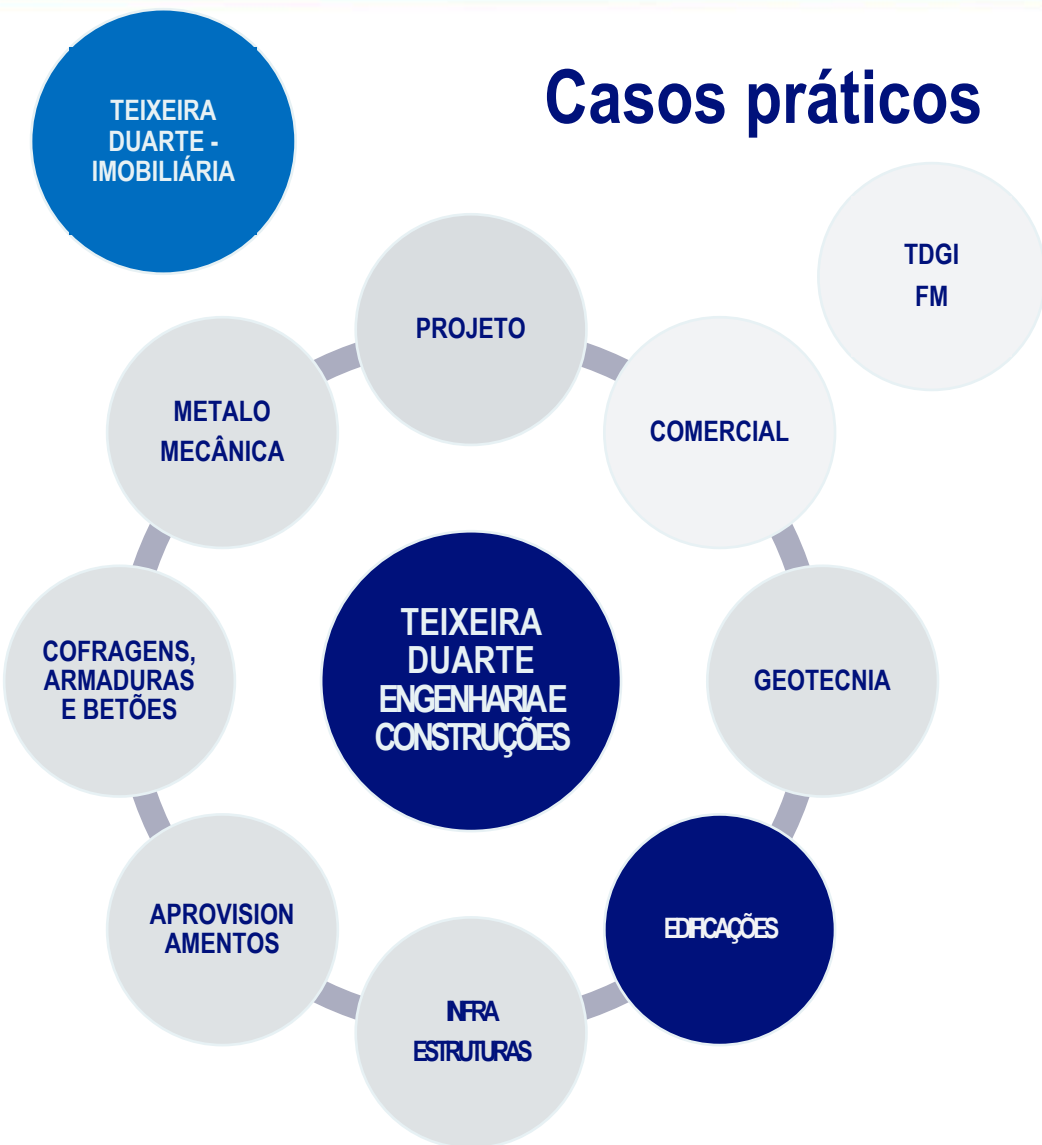 Casos práticos
TEIXEIRA
DUARTE -
IMOBILIÁRIA
TDGI
FM
PROJETO
COMERCIAL
GEOTECNIA
EDIFICAÇÕES
INFRA
ESTRUTURAS
APROVISION
AMENTOS
COFRAGENS,
ARMADURAS
E BETÕES
METALO
MECÂNICA
TEIXEIRA
DUARTE
ENGENHARIA E
CONSTRUÇÕES